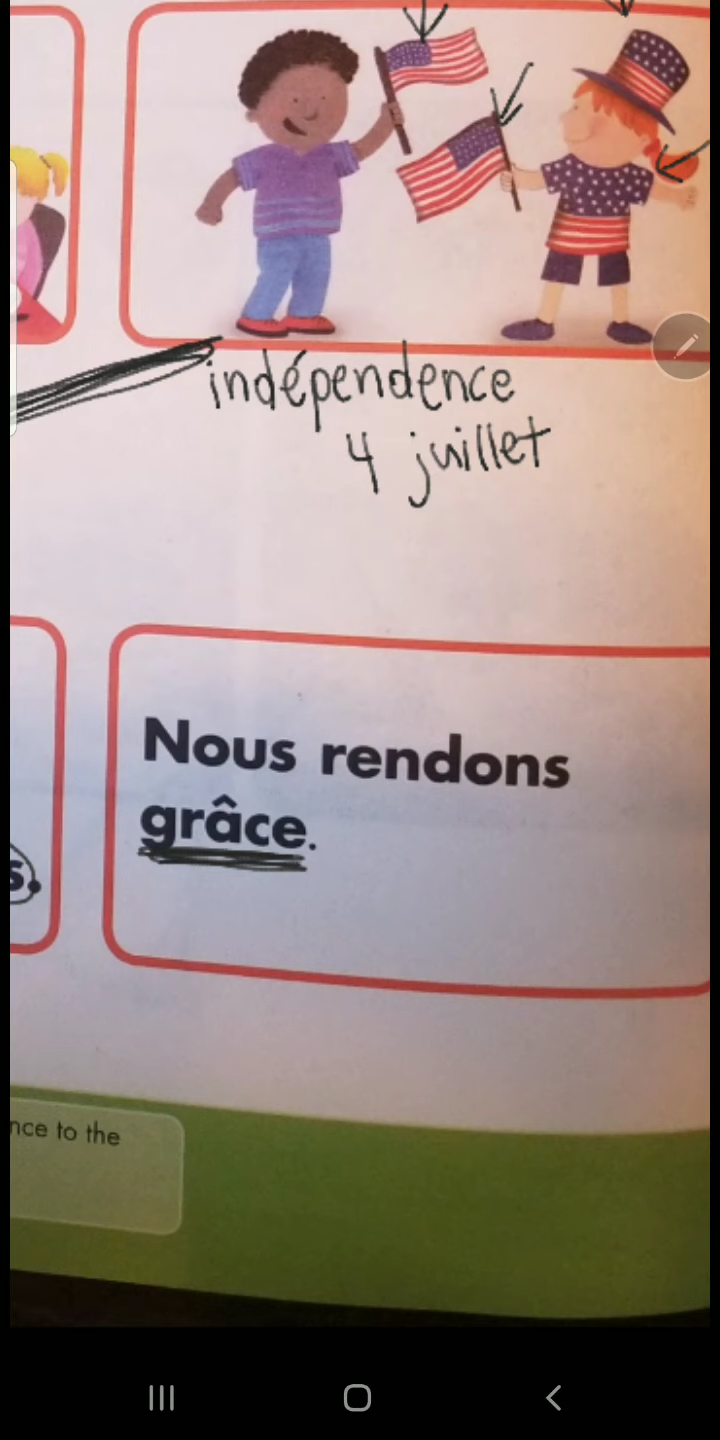 indépendence
4 juillet
Nous rendons
grâce.
s.
nce to the